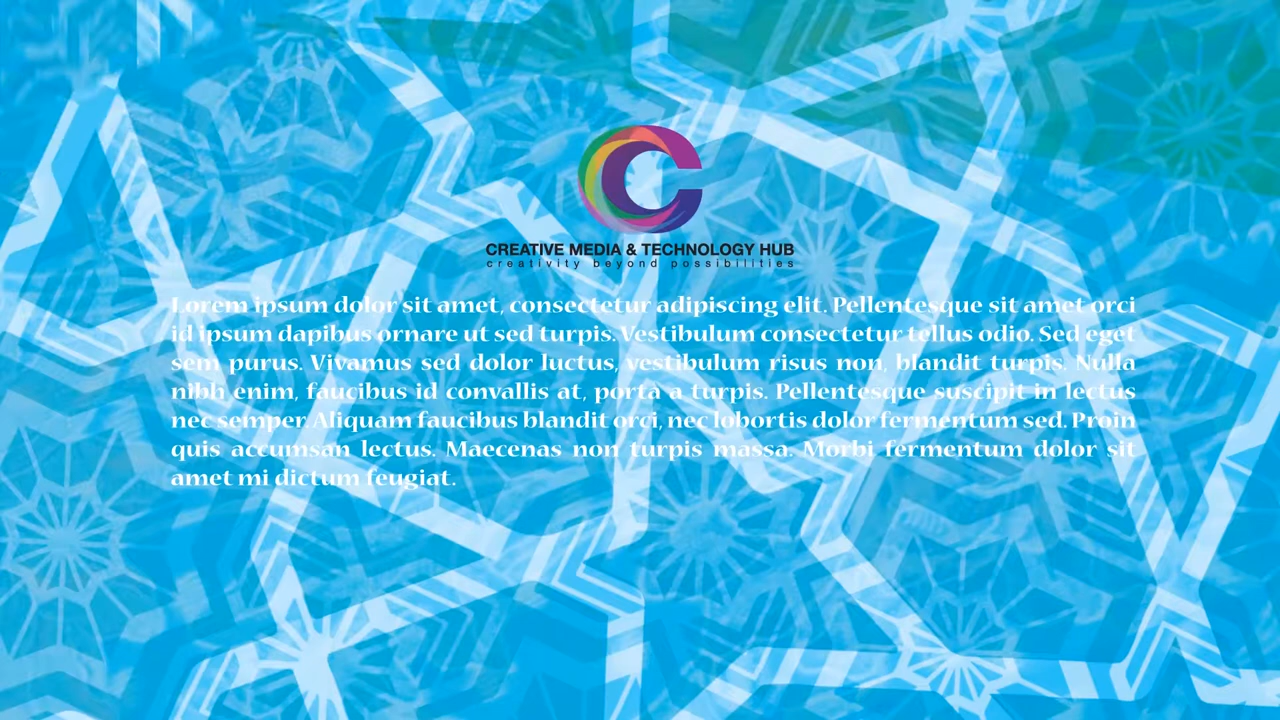 CREATIVE MEDIA & TECHNOLOGY HUB
creativity beyond possibilities
Lorem ipsum dolor sit amet, consectetur adipiscing elit. Pellentesque sit amet orci
id ipsum dapibus ornare ut sed turpis. Vestibulum consectetur tellus odio. Sed eget
sem purus. Vivamus sed dolor luctus, vestibulum risus non, blandit turpis. Nulla
nibh enim, faucibus id convallis at, porta a turpis. Pellentesque suscipit in lectus
nec semper. Aliquam faucibus blandit orci, nec lobortis dolor fermentum sed. Proin
quis accumsan lectus. Maecenas non turpis massa. Morbi fermentum dolor sit
amet mi dictum feugiat.